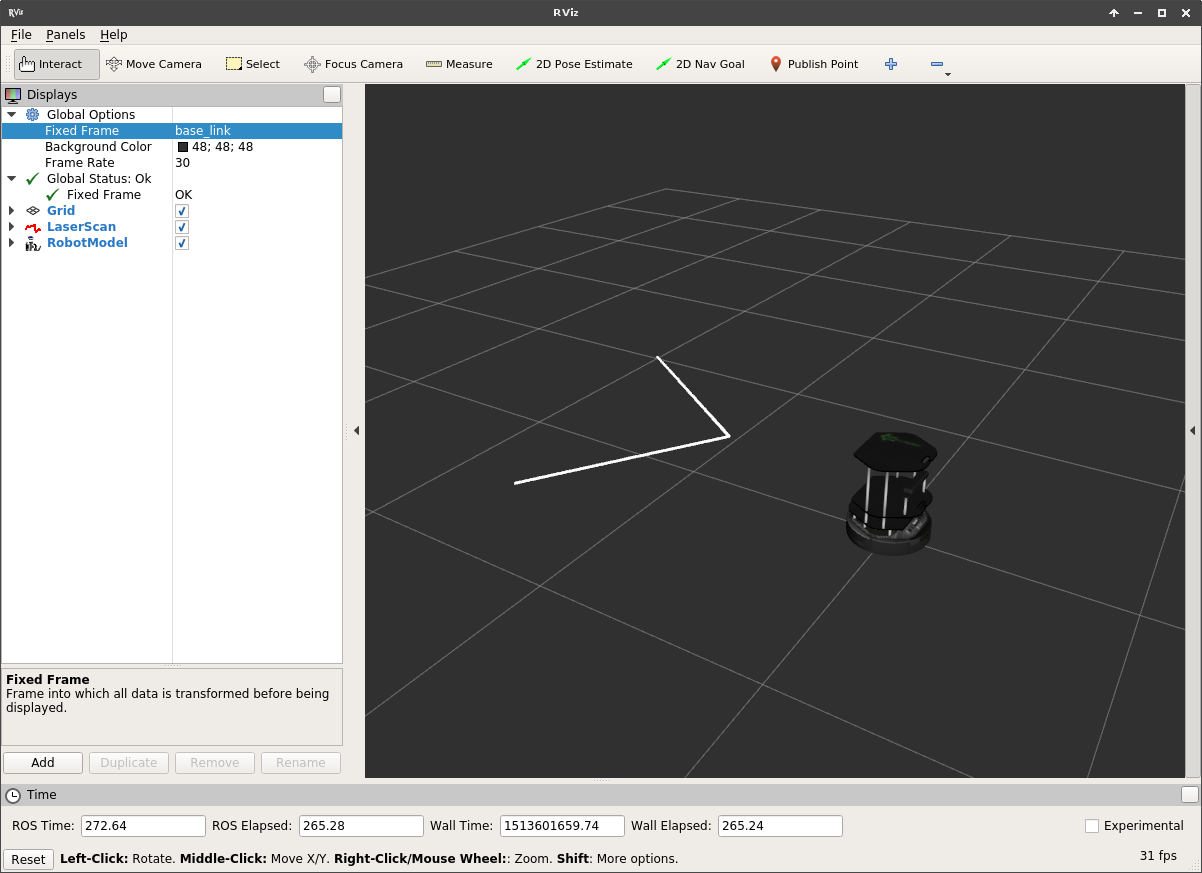 RViz RViz
File Panels Help
Interact Move Camera Select Focus Camera Measure 2D Pose Estimate 2D Nav Goal Publish Point
Displays
Global Options
Fixed Frame base_link
Background Color 48; 48; 48
Frame Rate 30
Global Status: Ok
Fixed Frame OK
Grid
LaserScan
RobotModel
Fixed Frame
Frame into which all data is transformed before being
displayed.
Add Duplicate Remove Rename
Time
ROS Time: 272.64 ROS Elapsed: 265.28 Wall Time: 1513601659.74 Wall Elapsed: 265.24 Experimental
Reset Left-Click: Rotate. Middle-Click: Move X/Y. Right-Click/Mouse Wheel:: Zoom. Shift: More options. 31 fps